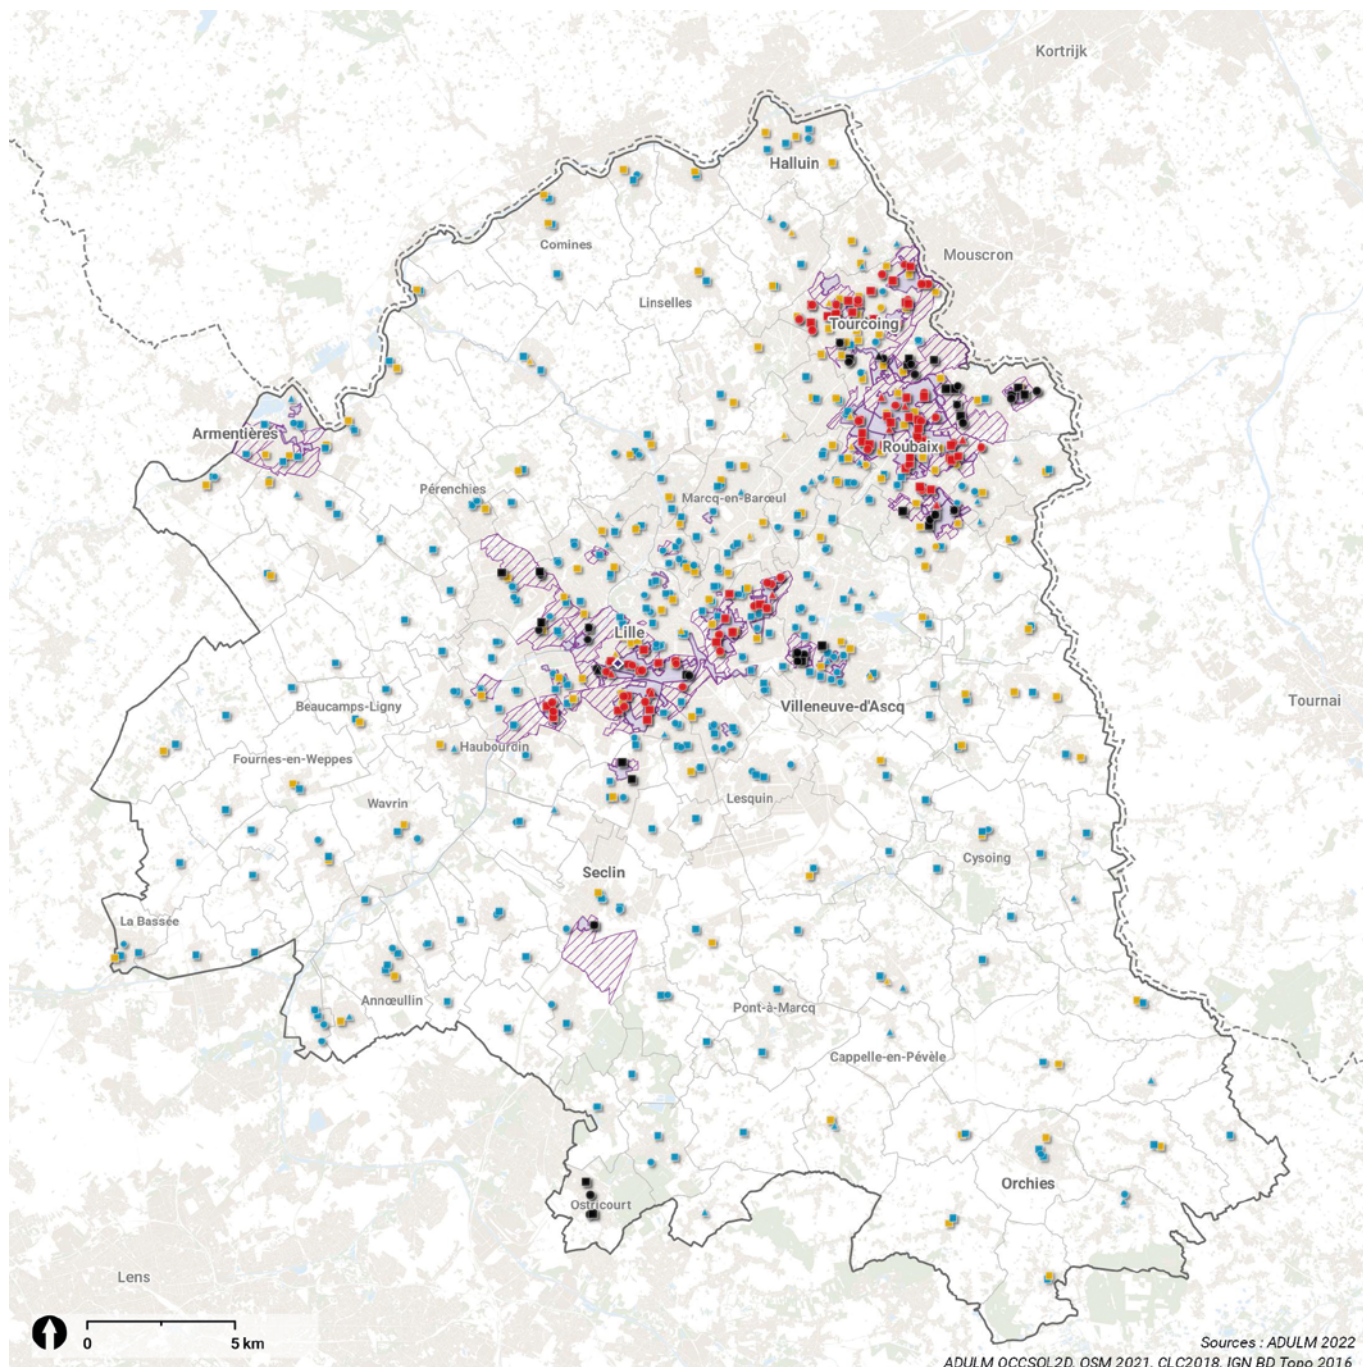 Kortrijk
Halluin
Mouscron
Comines
Linselles
Tourcoing
Armentières
Roubaix
Pérenchies
Marcq-en-Barœul
Lille
Tournai
Beaucamps-Ligny
Villeneuve-d'Ascq
Haubourdin
Fournes-en-Weppes
Wavrin
Lesquin
Cysoing
Seclin
La Bassée
Annœullin
Pont-à-Marcq
Cappelle-en-Pévèle
Orchies
Ostricourt
Lens
0 5 km
Sources : ADULM 2022
ADULM OCCSOL2D, OSM 2021, CLC2018, IGN BD Topo 2016